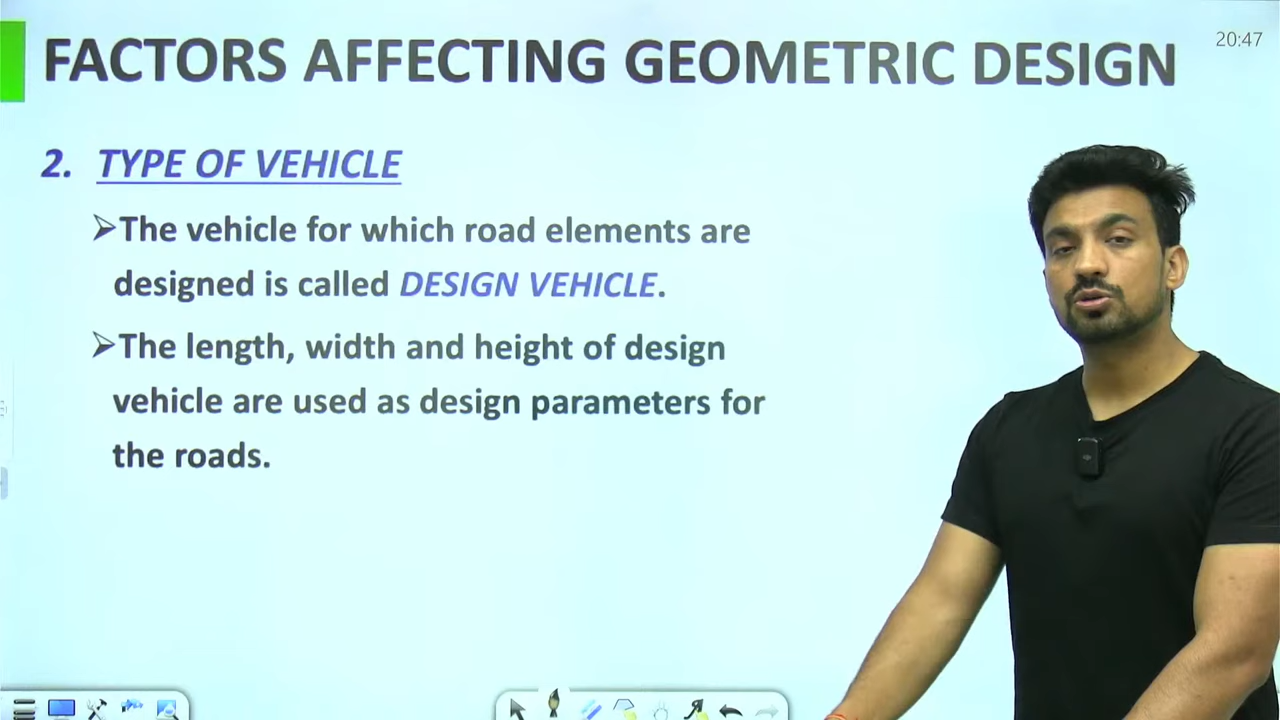 FACTORS AFFECTING GEOMETRIC DESIGN
20:47
2. TYPE OF VEHICLE
➢The vehicle for which road elements are
designed is called DESIGN VEHICLE.
➢The length, width and height of design
vehicle are used as design parameters for
the roads.